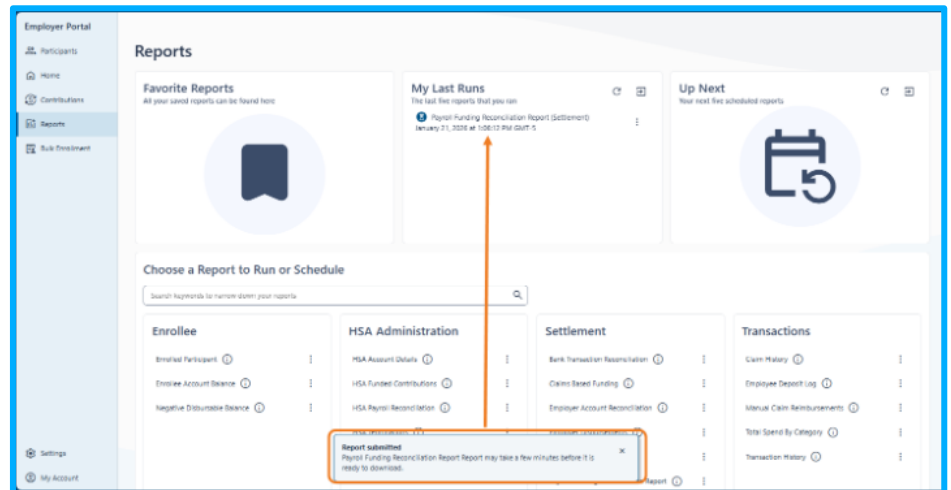 Employer Portal
Participants
Home
Contributions
Reports
Bulk Enrollment
Settings
My Account
Reports
Favorite Reports
All your saved reports can be found here
My Last Runs
The last five reports that you ran
Payroll Funding Reconciliation Report (Settlement)
January 21, 2026 at 1:06:12 PM GMT-5
Up Next
Your next five scheduled reports
Choose a Report to Run or Schedule
Search keywords to narrow down your reports
Enrollee
Enrolled Participant
Enrollee Account Balance
Negative Disbursable Balance
HSA Administration
HSA Account Details
HSA Funded Contributions
HSA Payroll Reconciliation
Settlement
Bank Transaction Reconciliation
Claims Based Funding
Employer Account Reconciliation
Report
Transactions
Claim History
Employee Deposit Log
Manual Claim Reimbursements
Total Spend By Category
Transaction History
Report submitted
Payroll Funding Reconciliation Report Report may take a few minutes before it is
ready to download.